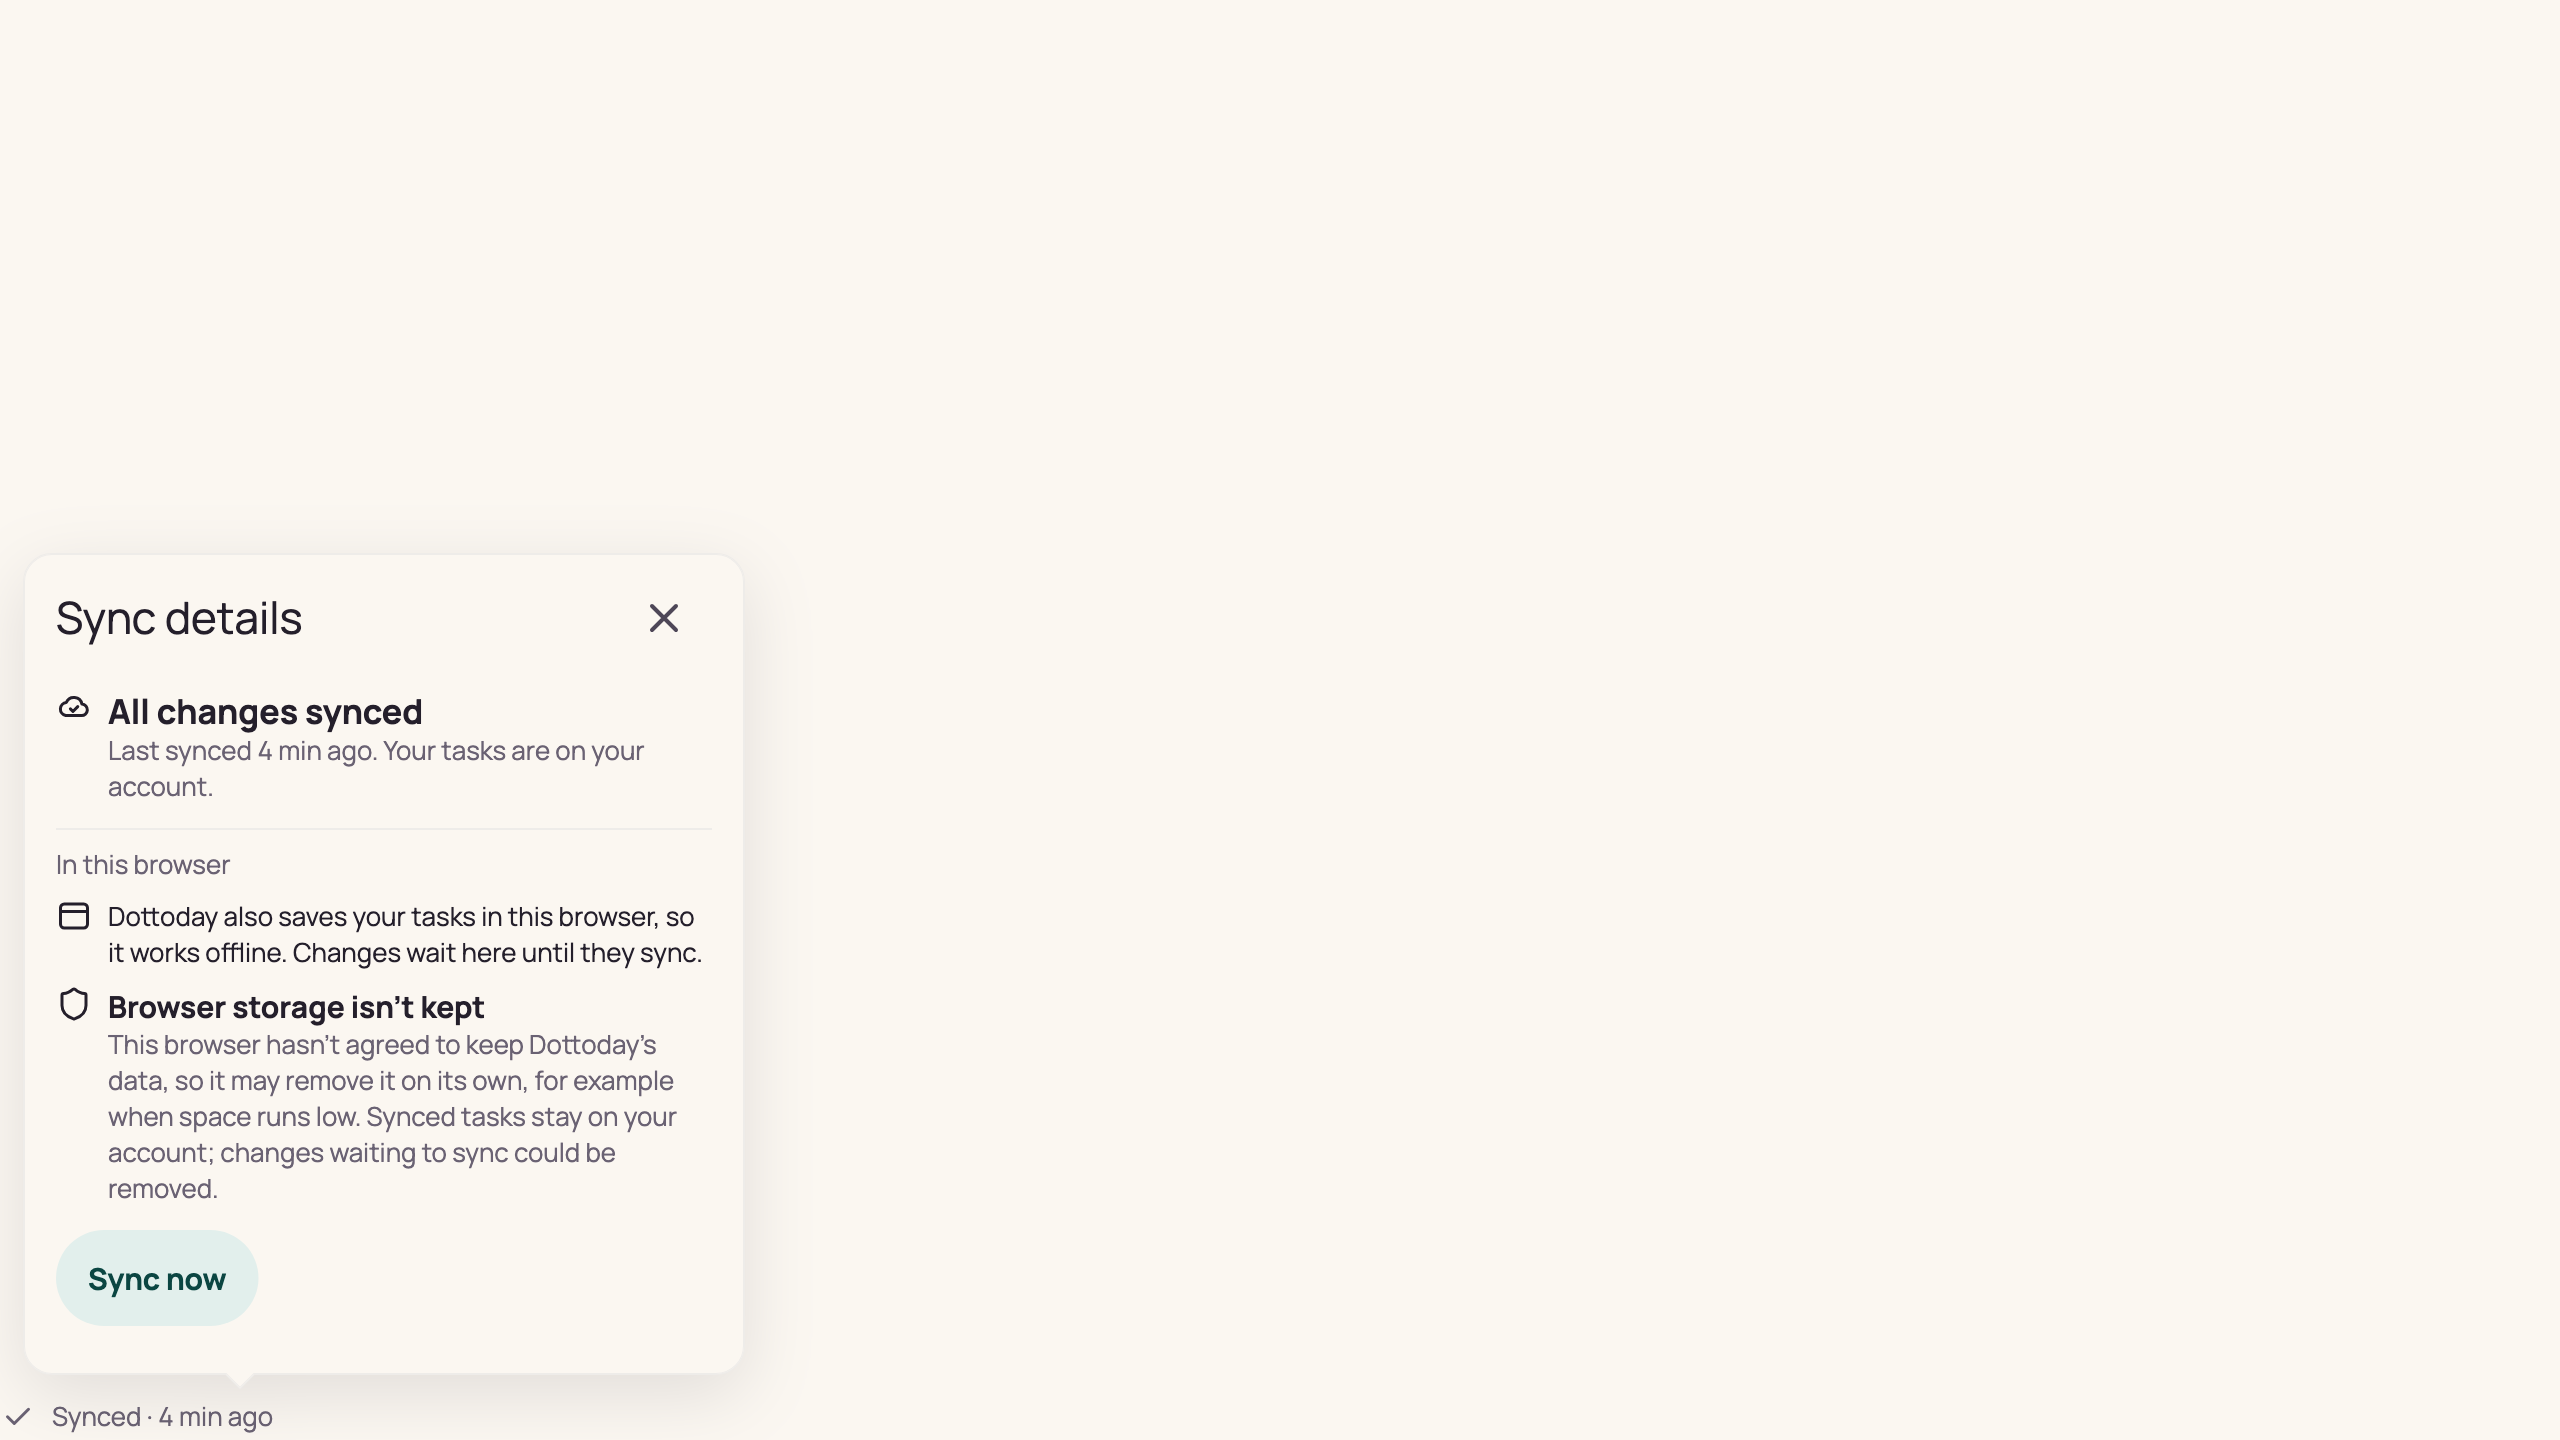 Sync details
All changes synced
Last synced 4 min ago. Your tasks are on your
account.
In this browser
Dottoday also saves your tasks in this browser, so
it works offline. Changes wait here until they sync.
Browser storage isn’t kept
This browser hasn’t agreed to keep Dottoday’s
data, so it may remove it on its own, for example
when space runs low. Synced tasks stay on your
account; changes waiting to sync could be
removed.
Sync now
Synced · 4 min ago